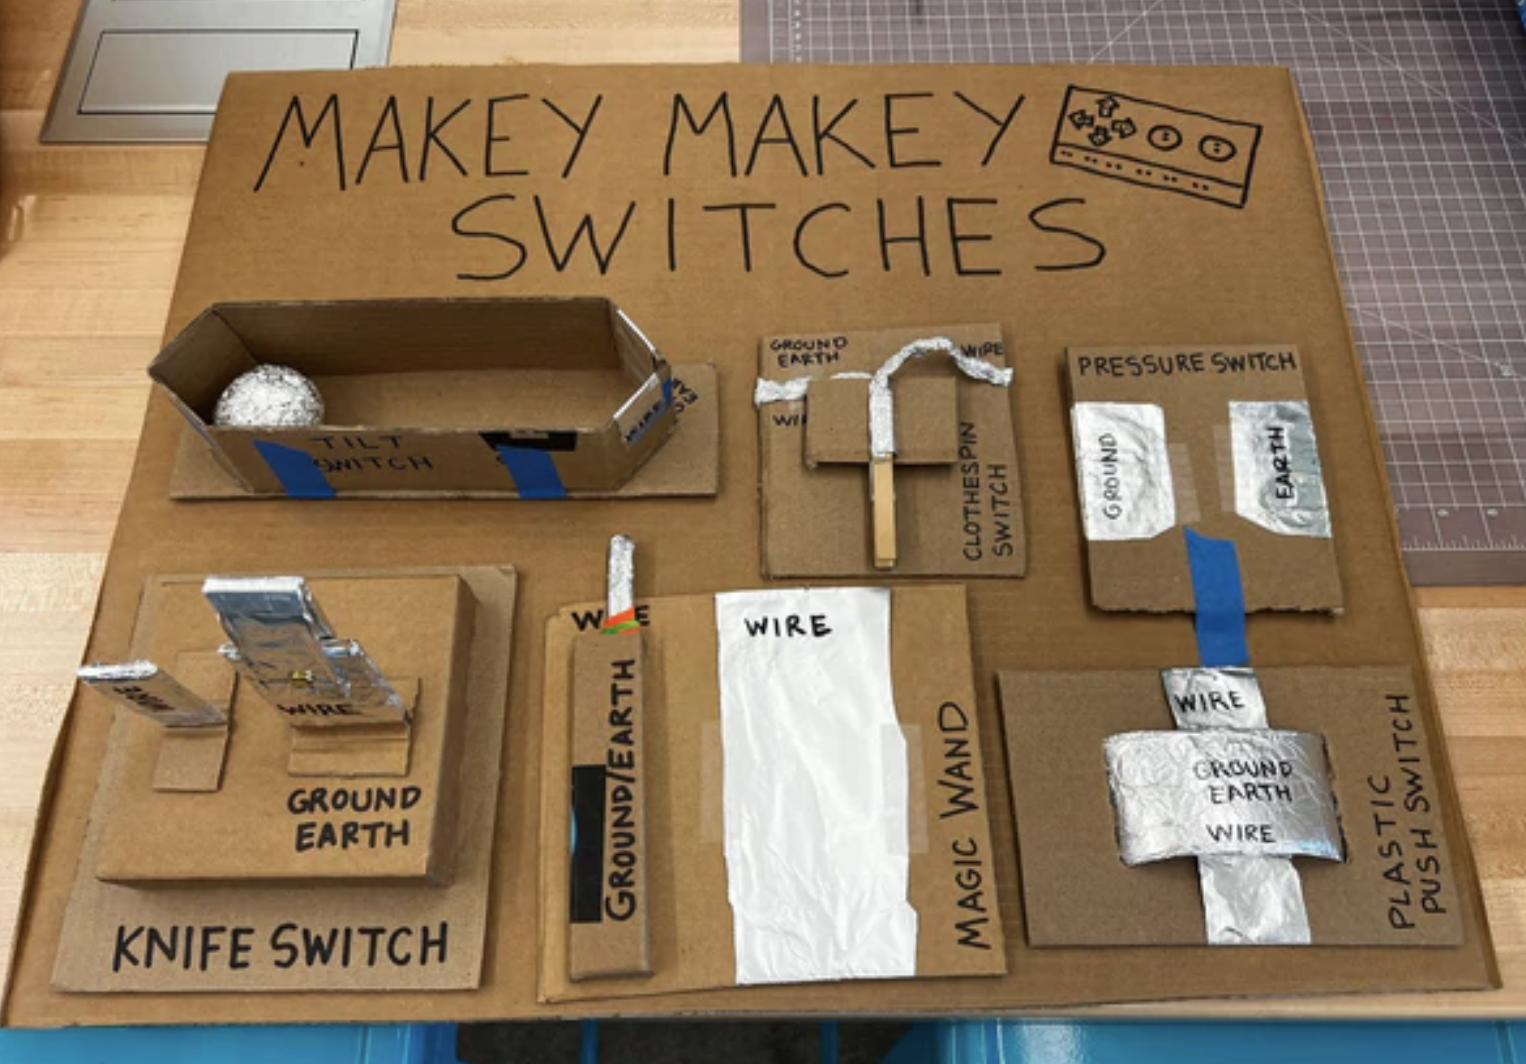 MAKEY MAKEY
SWITCHES
TILT
SWITCH
WIRE
GROUND
EARTH
WIRE
CLOTHESPIN
SWITCH
PRESSURE SWITCH
GROUND
EARTH
WIRE
GROUND
EARTH
KNIFE SWITCH
GROUND/EARTH
WIRE
MAGIC WAND
WIRE
GROUND
EARTH
WIRE
PLASTIC
PUSH SWITCH